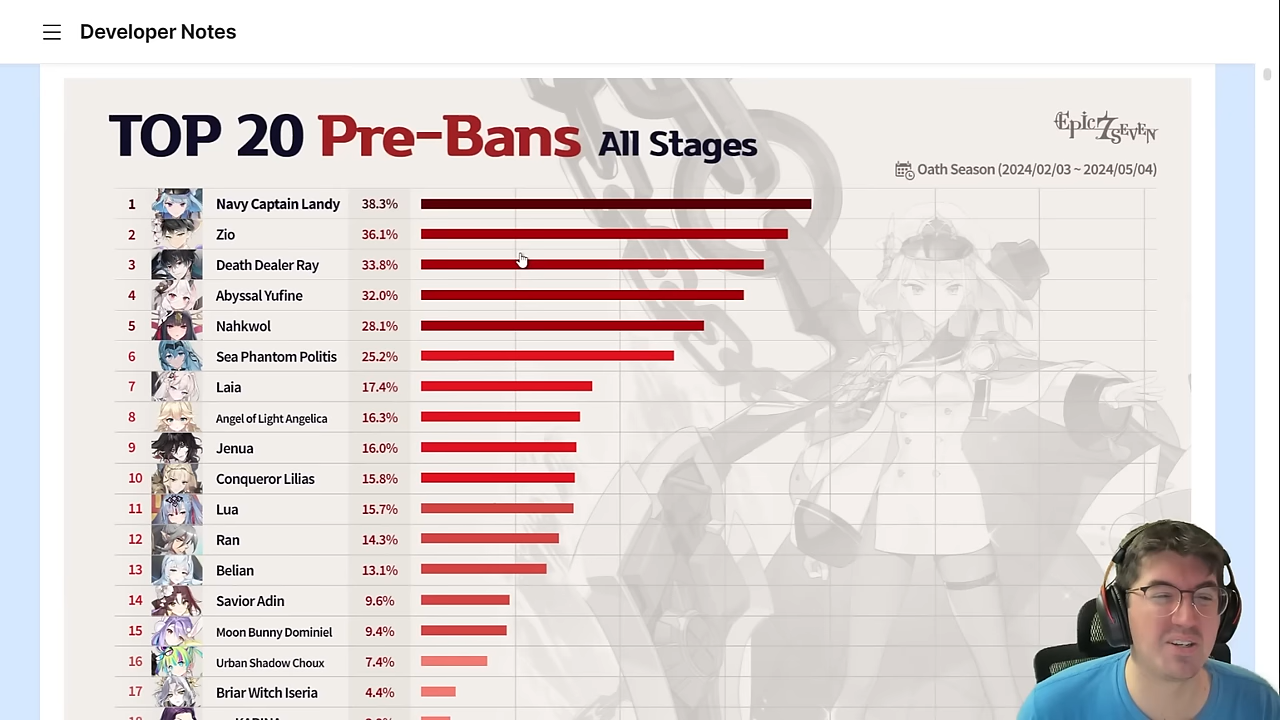 Developer Notes
TOP 20 Pre-Bans All Stages
Epic7 SEVEN
Oath Season (2024/02/03 ~ 2024/05/04)
1 Navy Captain Landy 38.3%
2 Zio 36.1%
3 Death Dealer Ray 33.8%
4 Abyssal Yufine 32.0%
5 Nahkwol 28.1%
6 Sea Phantom Politis 25.2%
7 Laia 17.4%
8 Angel of Light Angelica 16.3%
9 Jenua 16.0%
10 Conqueror Lilias 15.8%
11 Lua 15.7%
12 Ran 14.3%
13 Belian 13.1%
14 Savior Adin 9.6%
15 Moon Bunny Dominiel 9.4%
16 Urban Shadow Choux 7.4%
17 Briar Witch Iseria 4.4%